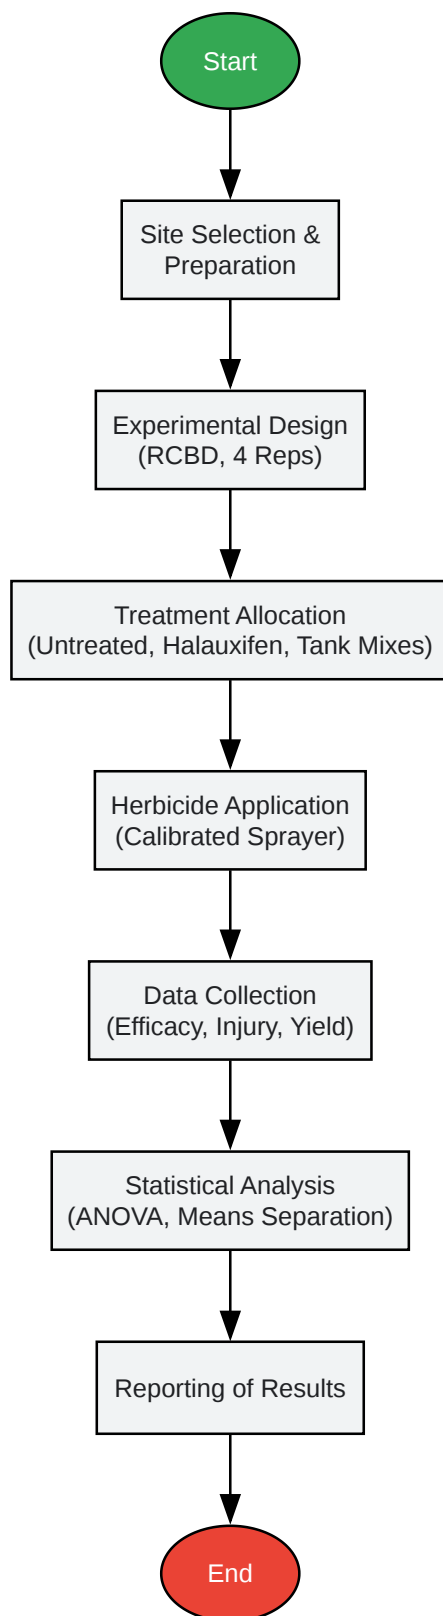 Start
Site Selection &
Preparation
Experimental Design
(RCBD, 4 Reps)
Treatment Allocation
(Untreated, Halauxifen, Tank Mixes)
Herbicide Application
(Calibrated Sprayer)
Data Collection
(Efficacy, Injury, Yield)
Statistical Analysis
(ANOVA, Means Separation)
Reporting of Results
End